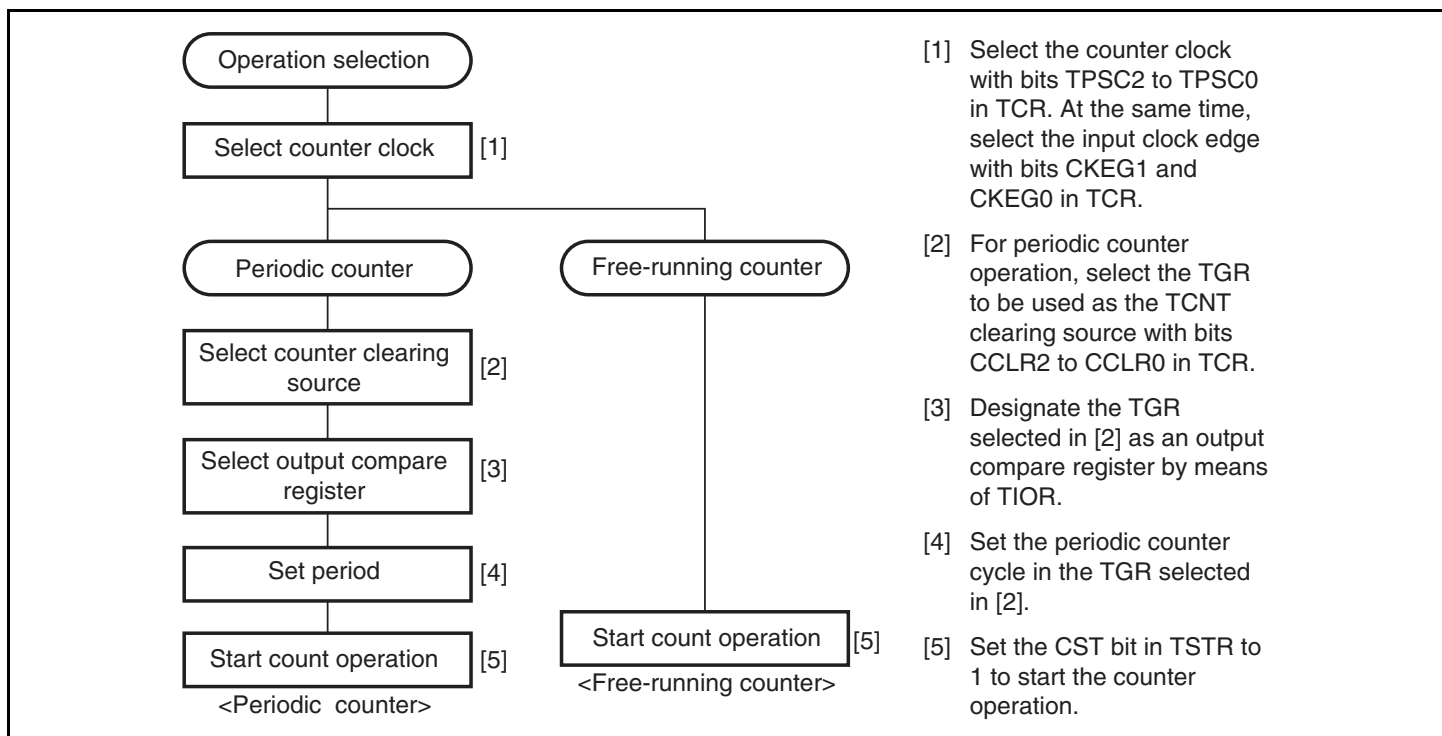 Operation selection
Select counter clock
[1]
Periodic counter
Free-running counter
Select counter clearing
source
[2]
Select output compare
register
[3]
Set period
[4]
Start count operation
[5]
<Periodic counter>
Start count operation
[5]
<Free-running counter>
[1] Select the counter clock
with bits TPSC2 to TPSC0
in TCR. At the same time,
select the input clock edge
with bits CKEG1 and
CKEG0 in TCR.
[2] For periodic counter
operation, select the TGR
to be used as the TCNT
clearing source with bits
CCLR2 to CCLR0 in TCR.
[3] Designate the TGR
selected in [2] as an output
compare register by means
of TIOR.
[4] Set the periodic counter
cycle in the TGR selected
in [2].
[5] Set the CST bit in TSTR to
1 to start the counter
operation.